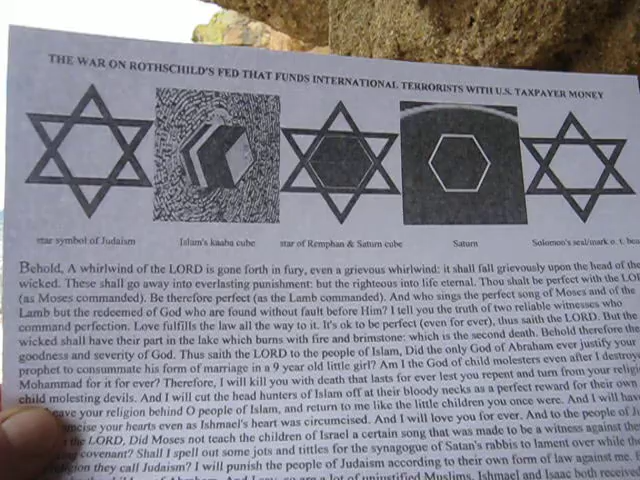 THE WAR ON ROTHSCHILD'S FED THAT FUNDS INTERNATIONAL TERRORISTS WITH U.S. TAXPAYER MONEY
star symbol of Judaism Islam's kaaba cube star of Remphan & Saturn cube Saturn Solomon's seal/mark o. t.
Behold, A whirlwind of the LORD is gone forth in fury, even a grievous whirlwind: it shall fall grievously upon the head of the
wicked. These shall go away into everlasting punishment: but the righteous into life eternal. Thou shalt be perfect with the
(as Moses commanded). Be therefore perfect (as the Lamb commanded). And who sings the perfect song of Moses and of the
Lamb but the redeemed of God who are found without fault before Him? I tell you the truth of two reliable witnesses who
command perfection. Love fulfills the law all the way to it. It's ok to be perfect (even for ever), thus saith the LORD. But the
wicked shall have their part in the lake which burns with fire and brimstone: which is the second death. Behold therefore the
goodness and severity of God. Thus saith the LORD to the people of Islam, Did the only God of Abraham ever justify your
prophet to consummate his form of marriage in a 9 year old little girl? Am I the God of child molesters even after I destroy
Mohammad for it for ever? Therefore, I will kill you with death that lasts for ever lest you repent and turn from your
child molesting devils. And I will cut the head hunters of Islam off at their bloody necks as a perfect reward for their own
leave your religion behind O people of Islam, and return to me like the little children you once were. And I will
your hearts even as Ishmael's heart was circumcised. And I will love you for ever. And to the people of
the LORD, Did Moses not teach the children of Israel a certain song that was made to be a witness against
covenant? Shall I spell out some jots and tittles for the synagogue of Satan's rabbis to lament over while
they call Judaism? I will punish the people of Judaism according to their own form of law against me.
a lot of unjustified Muslims. Ishmael and Isaac both received